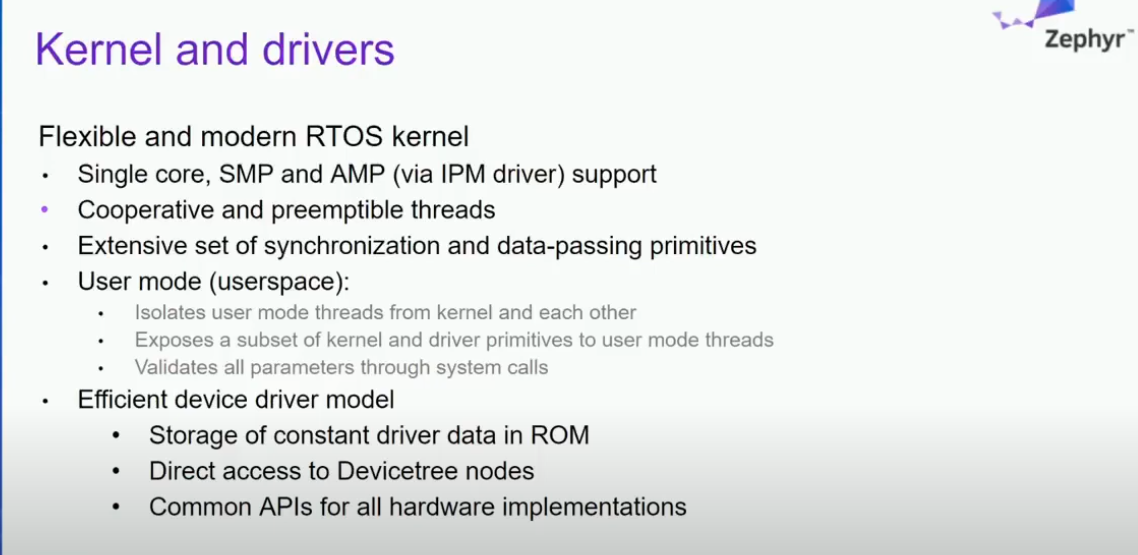 Kernel and drivers
Zephyr™
Flexible and modern RTOS kernel
• Single core, SMP and AMP (via IPM driver) support
• Cooperative and preemptible threads
• Extensive set of synchronization and data-passing primitives
• User mode (userspace):
• Isolates user mode threads from kernel and each other
• Exposes a subset of kernel and driver primitives to user mode threads
• Validates all parameters through system calls
• Efficient device driver model
• Storage of constant driver data in ROM
• Direct access to Devicetree nodes
• Common APIs for all hardware implementations